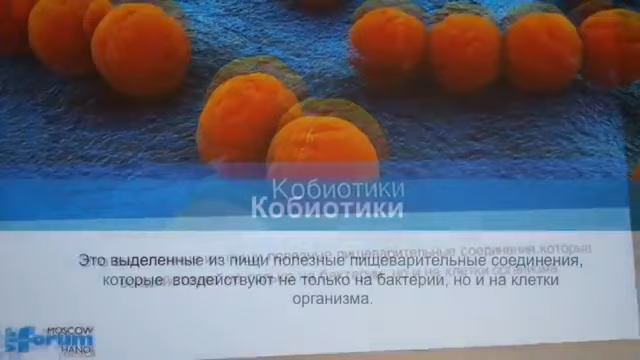 Кобиотики
Кобиотики
Это выделенные из пищи полезные пищеварительные соединения,
которые воздействуют не только на бактерии, но и на клетки
организма.
MOSCOW
forum
HAND